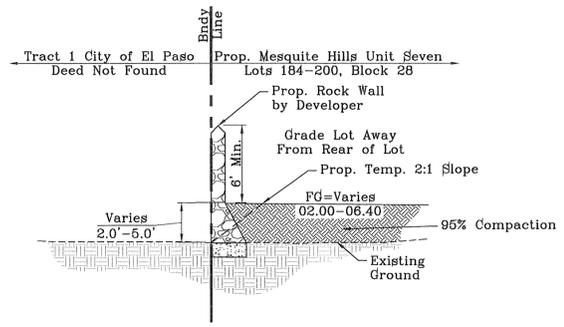 Bndy
Line
Tract 1 City of El Paso
Deed Not Found
Prop. Mesquite Hills Unit Seven
Lots 184-200, Block 28
Prop. Rock Wall
by Developer
6' Min.
Grade Lot Away
From Rear of Lot
Prop. Temp. 2:1 Slope
FG=Varies
02.00-06.40
Varies
2.0'-5.0'
95% Compaction
Existing
Ground